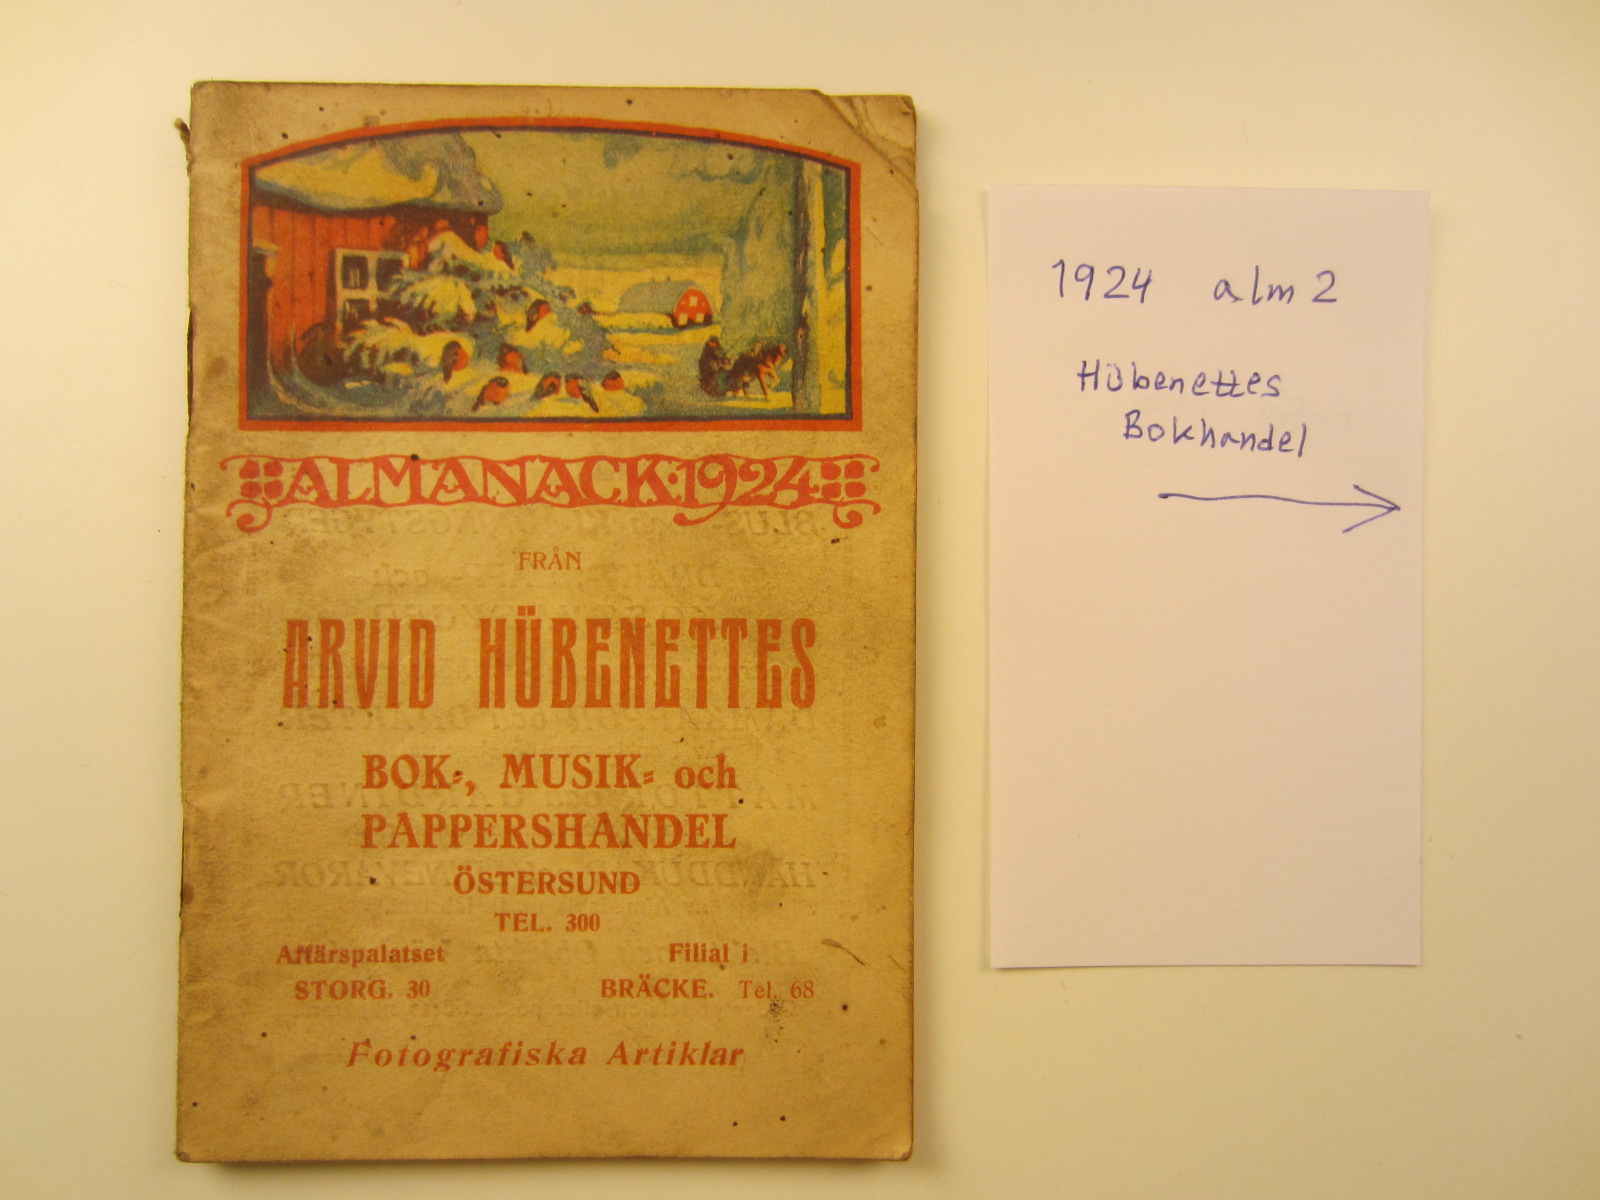 ALMANACK·1924
FRÅN
ARVID HÜBENETTES
BOK-, MUSIK- och
PAPPERSHANDEL
ÖSTERSUND
TEL. 300
Affärspalatset
STORG. 30
Filial i
BRÄCKE. Tel. 68
Fotografiska Artiklar
1924 alm 2
Hübenettes
Bokhandel